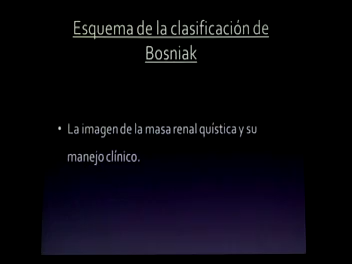 Esquema de la clasificación de
Bosniak
• La imagen de la masa renal quística y su
manejo clínico.